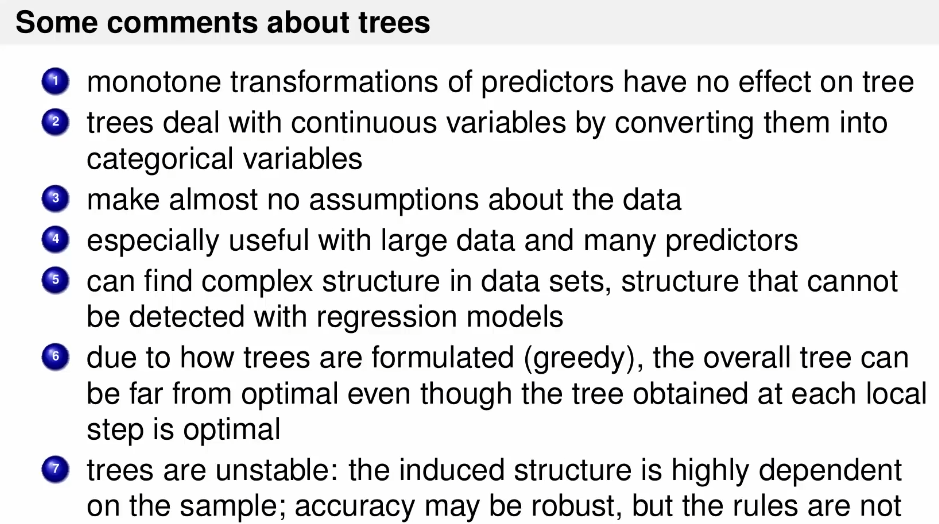 Some comments about trees
1 monotone transformations of predictors have no effect on tree
2 trees deal with continuous variables by converting them into
categorical variables
3 make almost no assumptions about the data
4 especially useful with large data and many predictors
5 can find complex structure in data sets, structure that cannot
be detected with regression models
6 due to how trees are formulated (greedy), the overall tree can
be far from optimal even though the tree obtained at each local
step is optimal
7 trees are unstable: the induced structure is highly dependent
on the sample; accuracy may be robust, but the rules are not